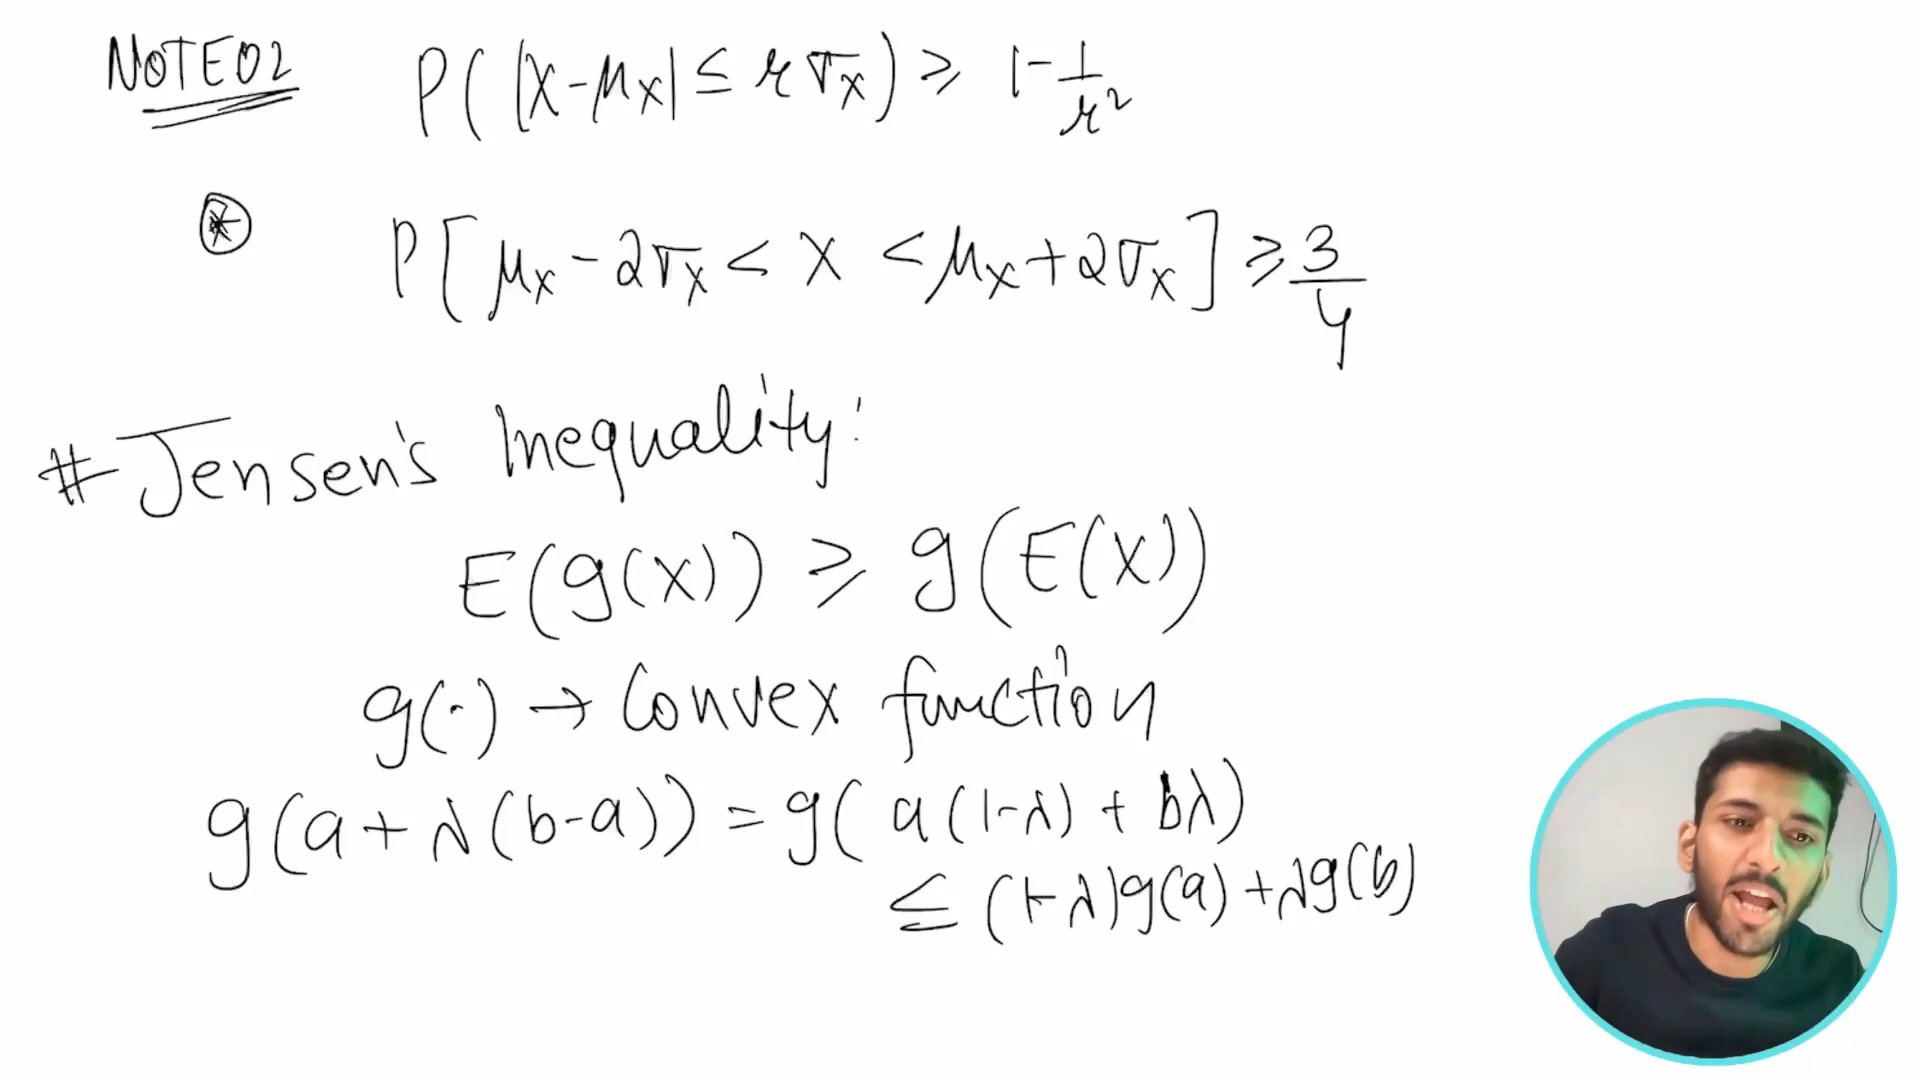 NOTE02
P( |X-μx| ≤ r σx) ≥ 1 - 1/r²
* P[μx - 2σx < X < μx + 2σx] ≥ 3/4
# Jensen's Inequality:
E(g(X)) ≥ g(E(X))
g(·) → Convex function
g(a + λ(b-a)) = g( a(1-λ) + bλ)
≤ (1-λ)g(a) + λg(b)